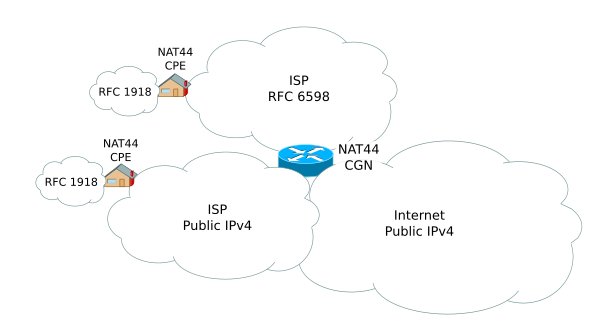 NAT44
CPE
RFC 1918
ISP
RFC 6598
NAT44
CGN
NAT44
CPE
RFC 1918
ISP
Public IPv4
Internet
Public IPv4